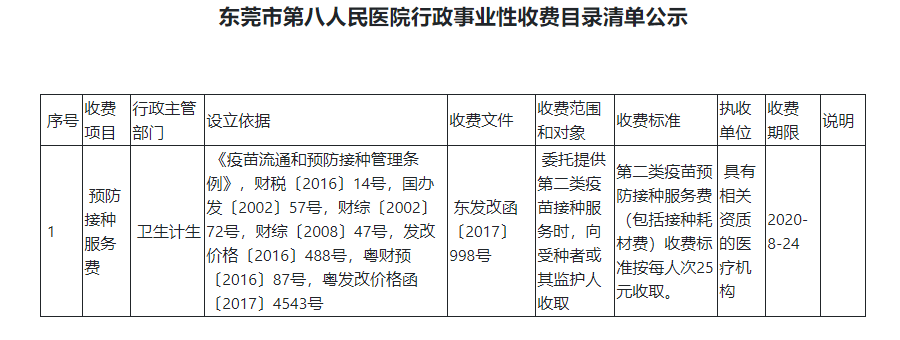 东莞市第八人民医院行政事业性收费目录清单公示
序号
收费
项目
行政主管
部门
设立依据
收费文件
收费范围
和对象
收费标准
执收
单位
收费
期限
说明
1
预防
接种
服务
费
卫生计生
《疫苗流通和预防接种管理条
例》，财税〔2016〕14号，国办
发〔2002〕57号，财综〔2002〕
72号，财综〔2008〕47号，发改
价格〔2016〕488号，粤财预
〔2016〕87号，粤发改价格函
〔2017〕4543号
东发改函
〔2017〕
998号
委托提供
第二类疫
苗接种服
务时，向
受种者或
其监护人
收取
第二类疫苗预
防接种服务费
（包括接种耗
材费）收费标
准按每人次25
元收取。
具有
相关
资质
的医
疗机
构
2020-
8-24